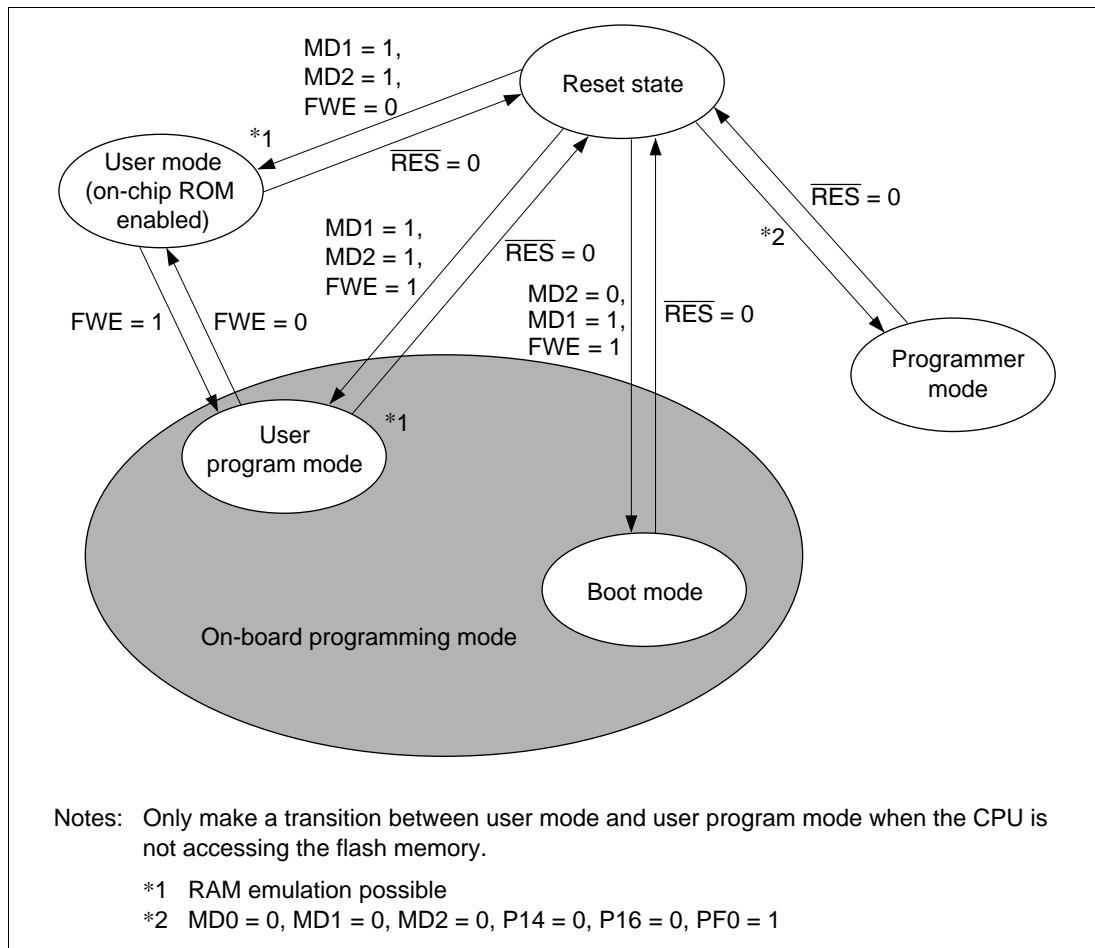 MD1 = 1,
MD2 = 1,
FWE = 0
Reset state
*1
User mode
(on-chip ROM
enabled)
R̅E̅S̅ = 0
R̅E̅S̅ = 0
MD1 = 1,
MD2 = 1,
FWE = 1
*2
R̅E̅S̅ = 0
MD2 = 0,
MD1 = 1,
FWE = 1
R̅E̅S̅ = 0
FWE = 1
FWE = 0
Programmer
mode
*1
User
program mode
Boot mode
On-board programming mode
Notes: Only make a transition between user mode and user program mode when the CPU is
not accessing the flash memory.
*1 RAM emulation possible
*2 MD0 = 0, MD1 = 0, MD2 = 0, P14 = 0, P16 = 0, PF0 = 1